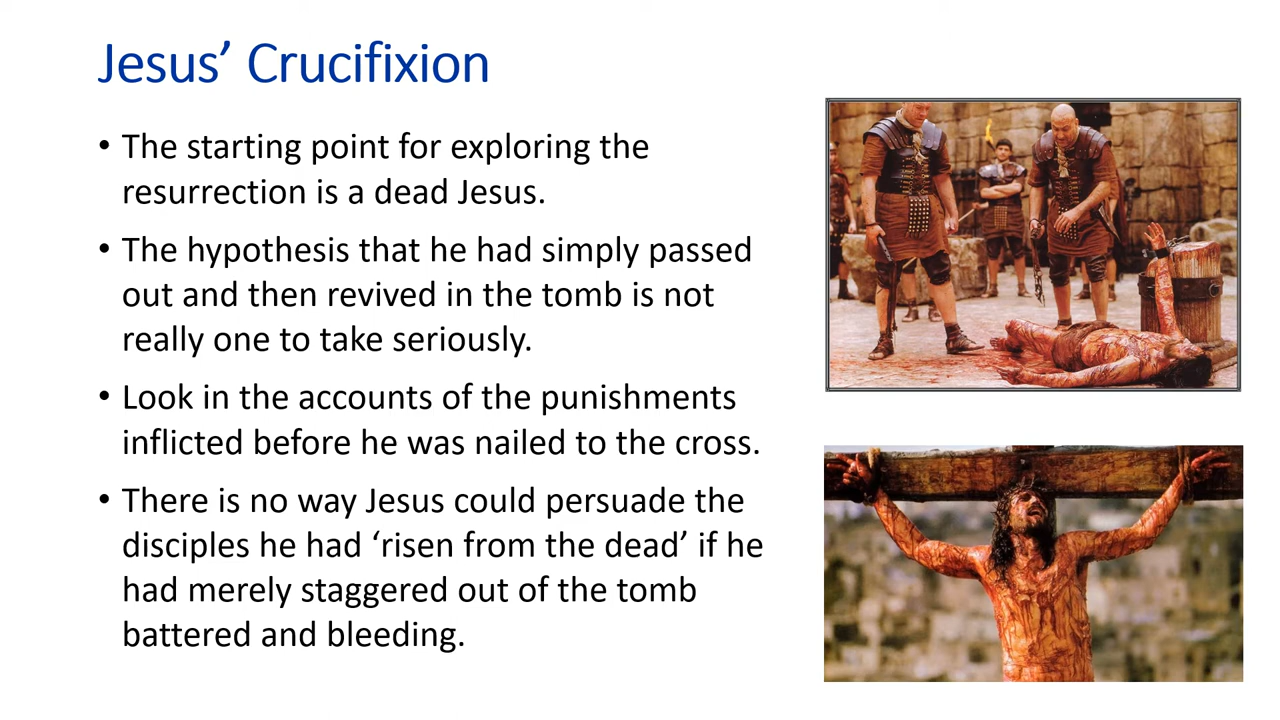 Jesus’ Crucifixion
• The starting point for exploring the
resurrection is a dead Jesus.
• The hypothesis that he had simply passed
out and then revived in the tomb is not
really one to take seriously.
• Look in the accounts of the punishments
inflicted before he was nailed to the cross.
• There is no way Jesus could persuade the
disciples he had ‘risen from the dead’ if he
had merely staggered out of the tomb
battered and bleeding.